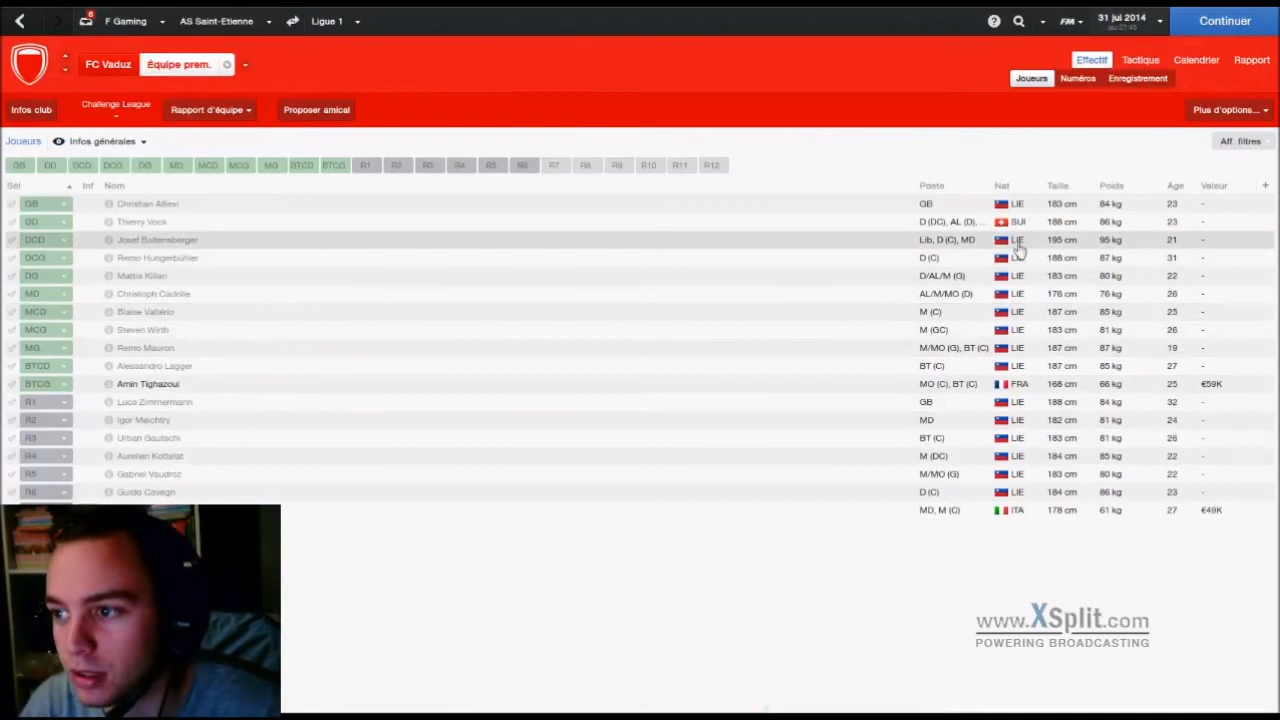 6 F Gaming AS Saint-Etienne Ligue 1 FM 31 jul 2014 Continuer
FC Vaduz Équipe prem. Effectif Tactique Calendrier Rapport
Joueurs Numéros Enregistrement
Infos club Challenge League Rapport d'équipe Proposer amical Plus d'options...
Joueurs Infos générales Aff. filtres
GB DD DCD DCG DG MD MCD MCG MG BTCD BTCG R1 R2 R3 R4 R5 R6 R7 R8 R9 R10 R11 R12
Sél Inf Nom Poste Nat Taille Poids Âge Valeur
GB Christian Allievi GB LIE 183 cm 84 kg 23 -
DD Thierry Vock D (DC), AL (D), ... SUI 188 cm 86 kg 23 -
DCD Josef Baltensberger Lib, D (C), MD LIE 195 cm 95 kg 21 -
DCG Remo Hungerbühler D (C) 188 cm 87 kg 31 -
DG Mattia Kilian D/AL/M (G) LIE 183 cm 80 kg 22 -
MD Christoph Cadolle AL/M/MO (D) LIE 176 cm 76 kg 26 -
MCD Blaise Valtério M (C) LIE 187 cm 85 kg 25 -
MCG Steven Wirth M (GC) LIE 183 cm 81 kg 26 -
MG Remo Mauron M/MO (G), BT (C) LIE 187 cm 87 kg 19 -
BTCD Alessandro Lagger BT (C) LIE 187 cm 85 kg 27 -
BTCG Amin Tighazoui MO (C), BT (C) FRA 168 cm 66 kg 25 €59K
R1 Luca Zimmermann GB LIE 188 cm 84 kg 32 -
R2 Igor Meichtry MD LIE 182 cm 81 kg 24 -
R3 Urban Gautschi BT (C) LIE 183 cm 81 kg 26 -
R4 Aurelien Kottelat M (DC) LIE 184 cm 85 kg 22 -
R5 Gabriel Vaudroz M/MO (G) LIE 183 cm 80 kg 22 -
R6 Guido Cavegn D (C) LIE 184 cm 86 kg 23 -
MD, M (C) ITA 178 cm 61 kg 27 €49K
www.XSplit.com
POWERING BROADCASTING